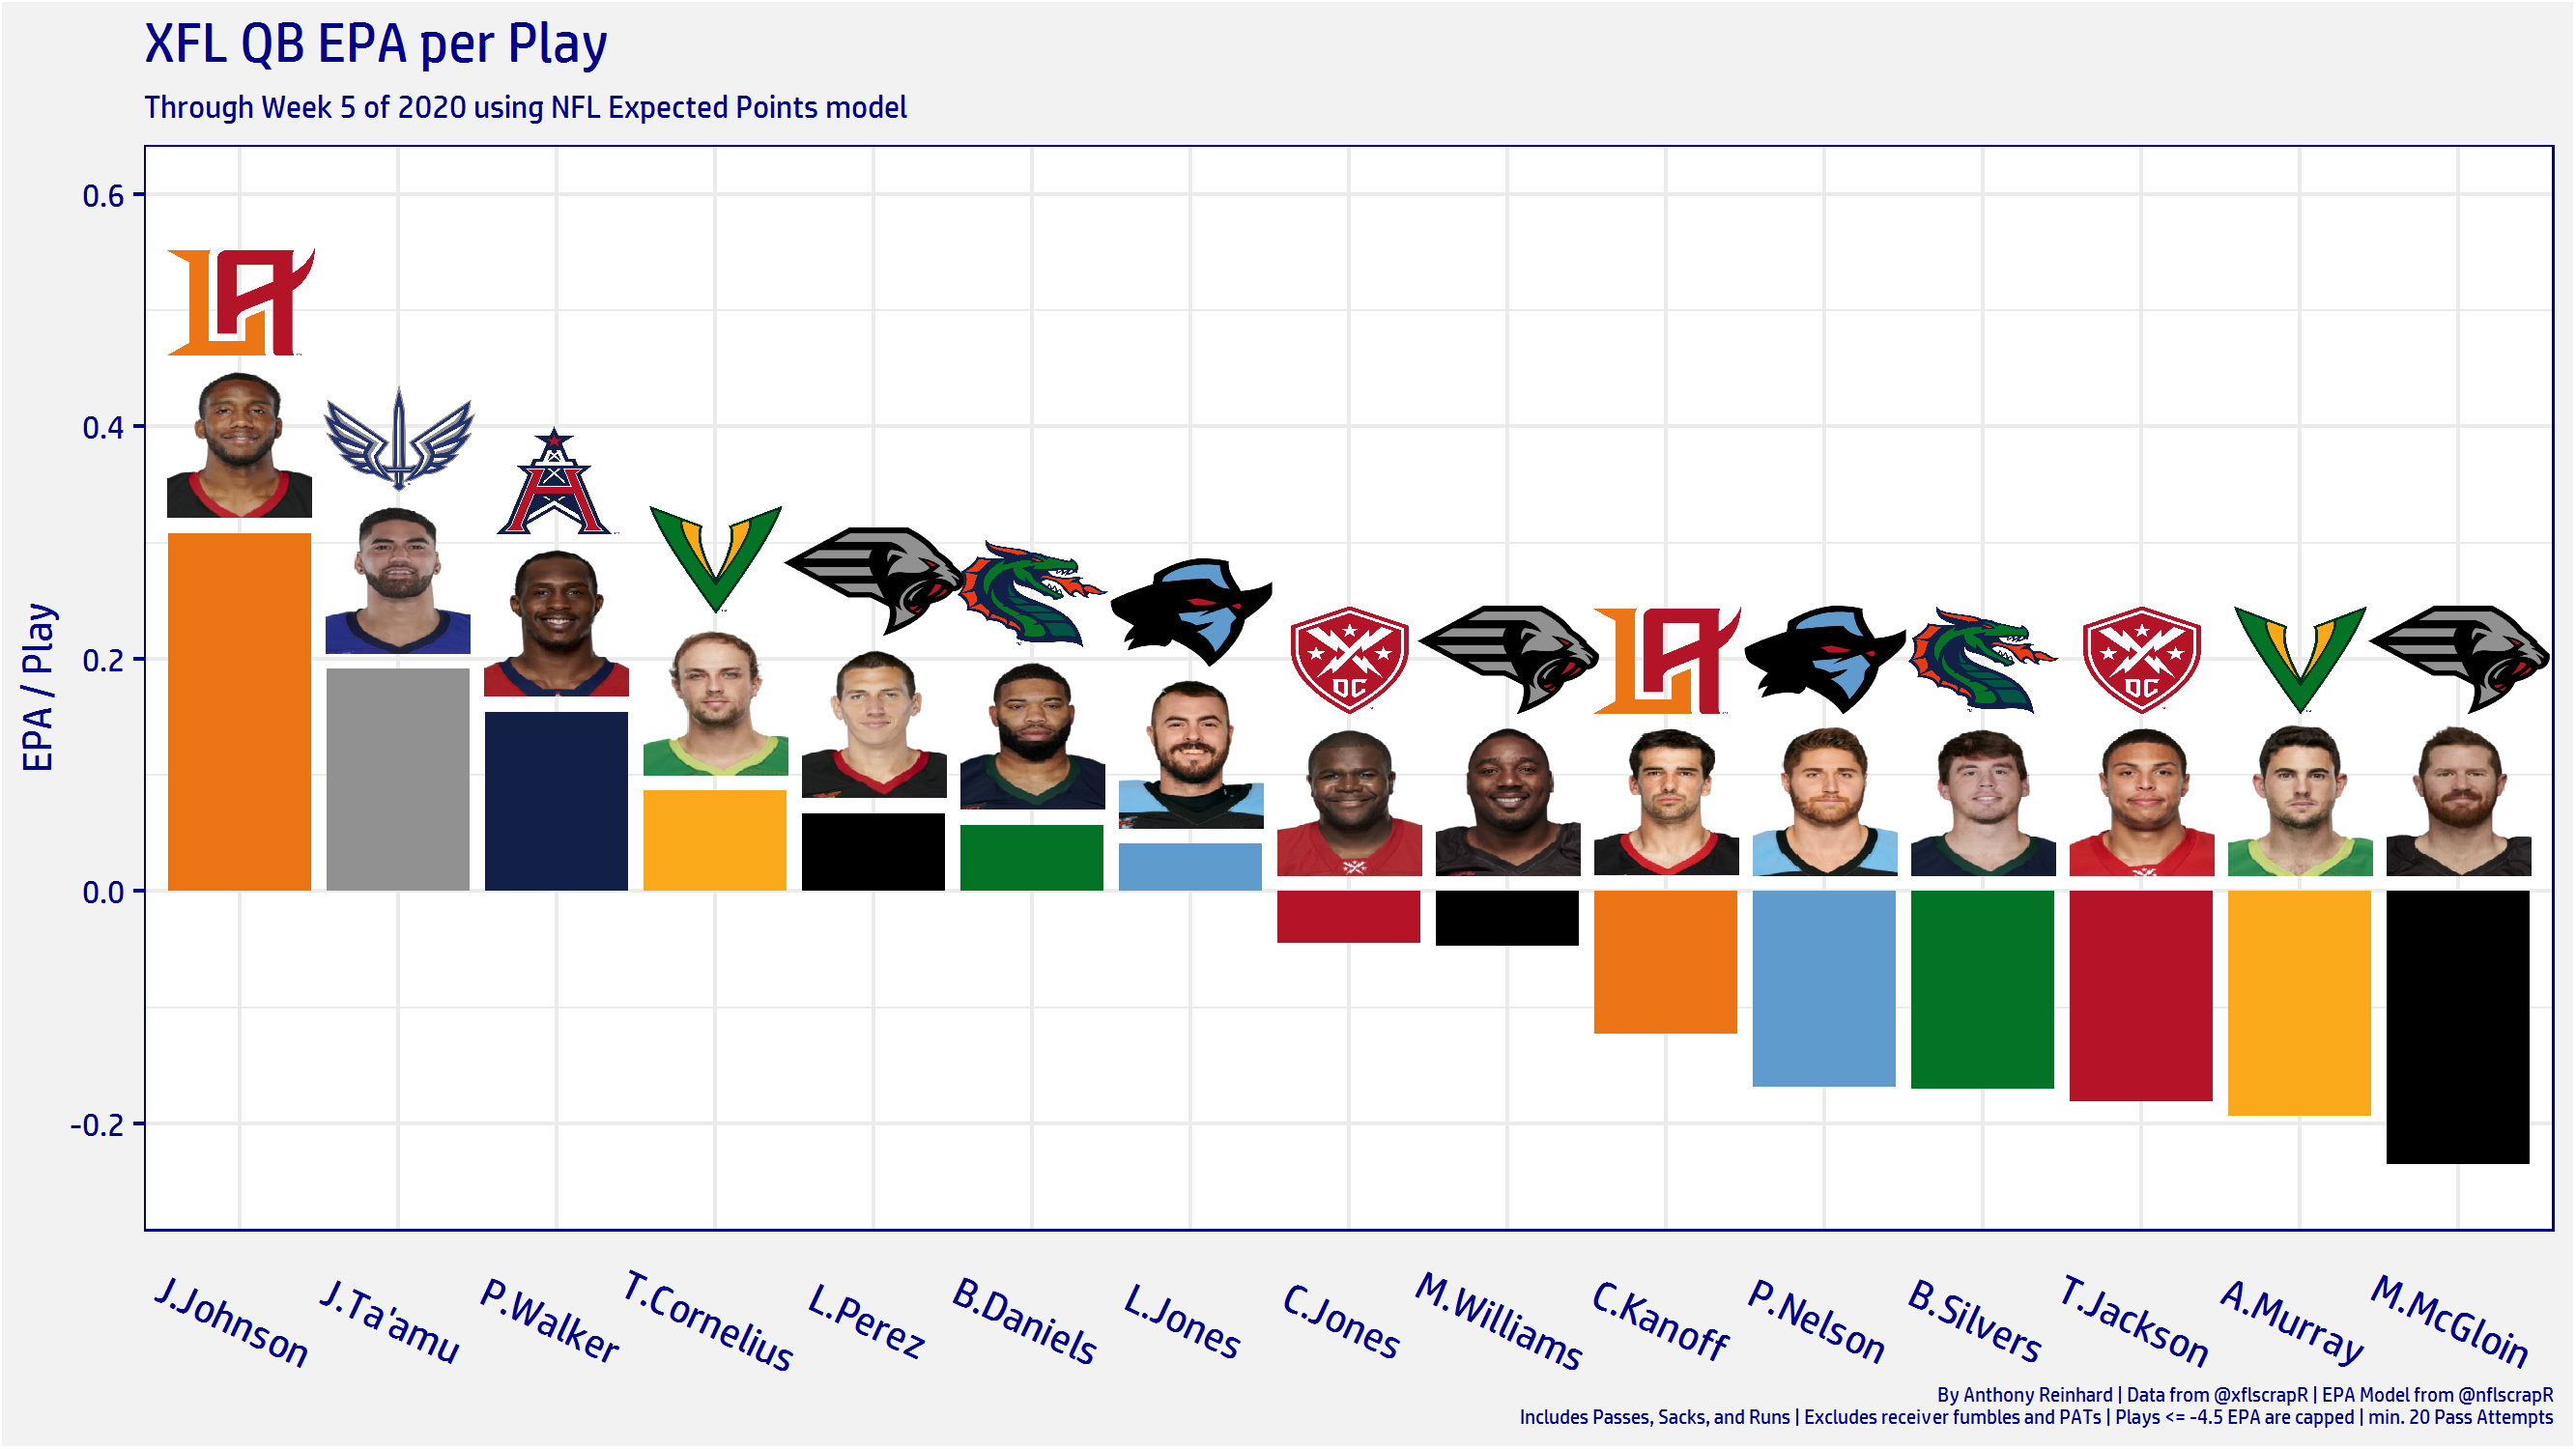 XFL QB EPA per Play
Through Week 5 of 2020 using NFL Expected Points model
EPA / Play
0.6
0.4
0.2
0.0
-0.2
DC
DC
J.Johnson
J.Ta'amu
P.Walker
T.Cornelius
L.Perez
B.Daniels
L.Jones
C.Jones
M.Williams
C.Kanoff
P.Nelson
B.Silvers
T.Jackson
A.Murray
M.McGloin
By Anthony Reinhard | Data from @xflscrapR | EPA Model from @nflscrapR
Includes Passes, Sacks, and Runs | Excludes receiver fumbles and PATs | Plays <= -4.5 EPA are capped | min. 20 Pass Attempts